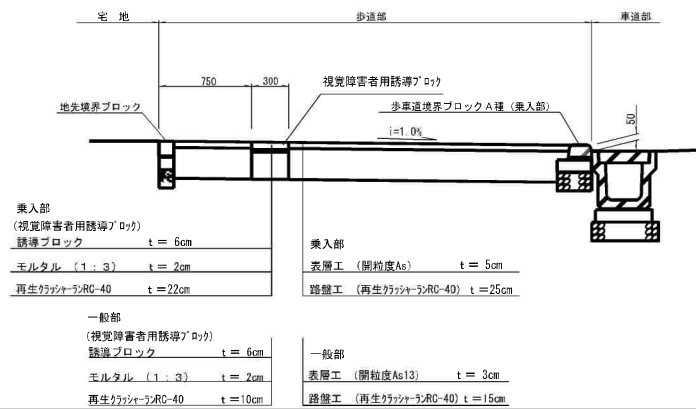 宅 地
歩道部
車道部
750
300
視覚障害者用誘導ﾌﾞﾛｯｸ
地先境界ブロック
歩車道境界ブロックA種（乗入部）
i=1.0%
50
乗入部
(視覚障害者用誘導ﾌﾞﾛｯｸ)
誘導ブロック t = 6cm
モルタル （1：3） t = 2cm
再生ｸﾗｯｼｬｰﾗﾝRC-40 t =22cm
乗入部
表層工 （開粒度As） t = 5cm
路盤工 （再生ｸﾗｯｼｬｰﾗﾝRC-40） t =25cm
一般部
(視覚障害者用誘導ﾌﾞﾛｯｸ)
誘導ブロック t = 6cm
モルタル （1：3） t = 2cm
再生ｸﾗｯｼｬｰﾗﾝRC-40 t =10cm
一般部
表層工 （開粒度As13） t = 3cm
路盤工 （再生ｸﾗｯｼｬｰﾗﾝRC-40） t =15cm